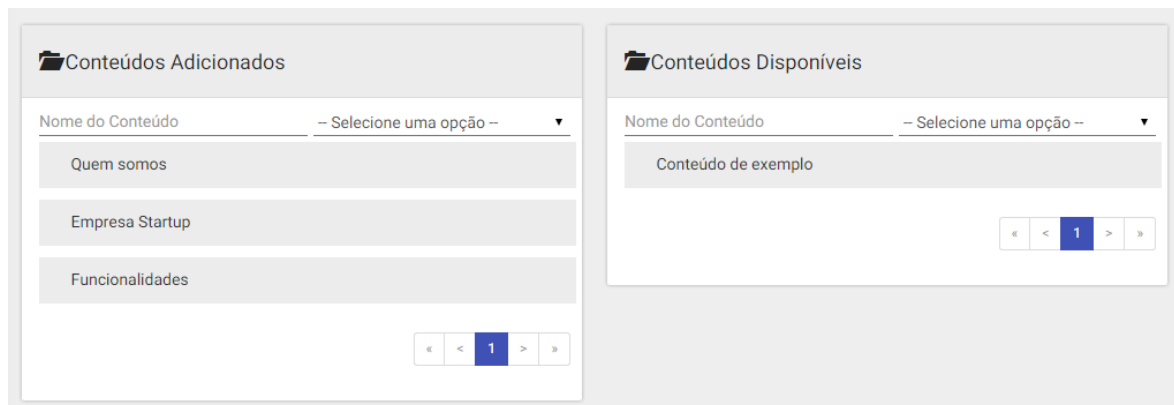 Conteúdos Adicionados
Nome do Conteúdo
-- Selecione uma opção --
Quem somos
Empresa Startup
Funcionalidades
« < 1 > »
Conteúdos Disponíveis
Nome do Conteúdo
-- Selecione uma opção --
Conteúdo de exemplo
« < 1 > »